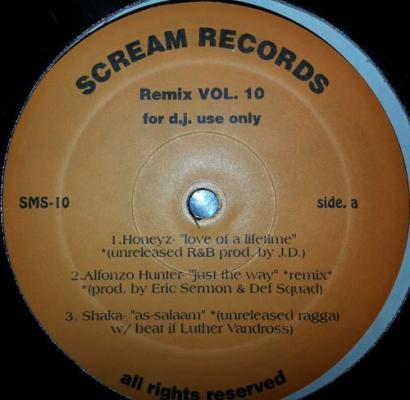 SCREAM RECORDS
Remix VOL. 10
for d.j. use only
SMS-10
side. a
1.Honeyz- "love of a lifetime"
*(unreleased R&B prod. by J.D.)
2.Alfonzo Hunter- "just the way" *remix*
*(prod. by Eric Sermon & Def Squad)
3. Shaka- "as-salaam" *(unreleased ragga)
w/ beat if Luther Vandross)
all rights reserved